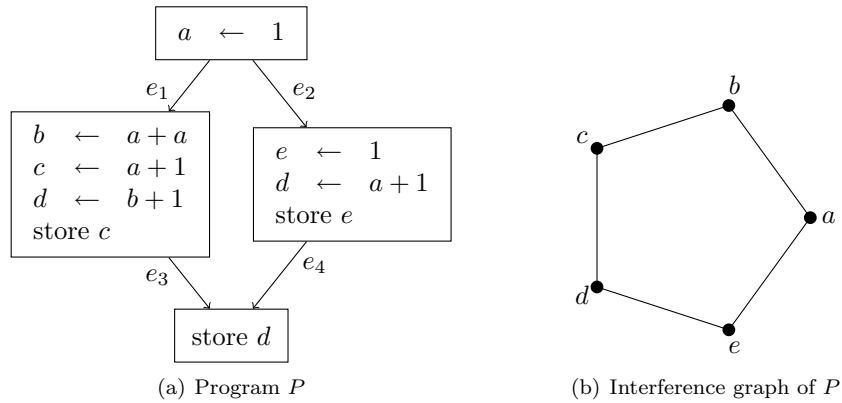 a ← 1
e₁
e₂
b ← a + a
c ← a + 1
d ← b + 1
store c
e ← 1
d ← a + 1
store e
e₃
e₄
store d
(a) Program P
b
c
a
d
e
(b) Interference graph of P